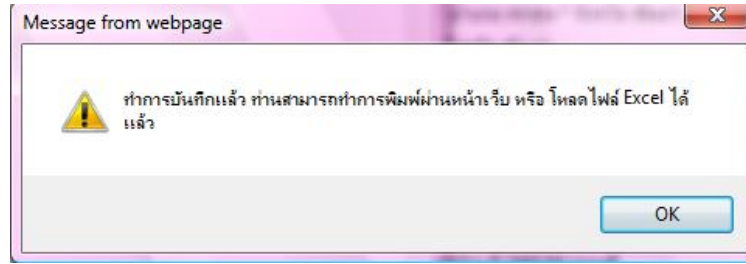 Message from webpage
ทำการบันทึกแล้ว ท่านสามารถทำการพิมพ์ผ่านหน้าเว็บ หรือ โหลดไฟล์ Excel ได้
แล้ว
OK